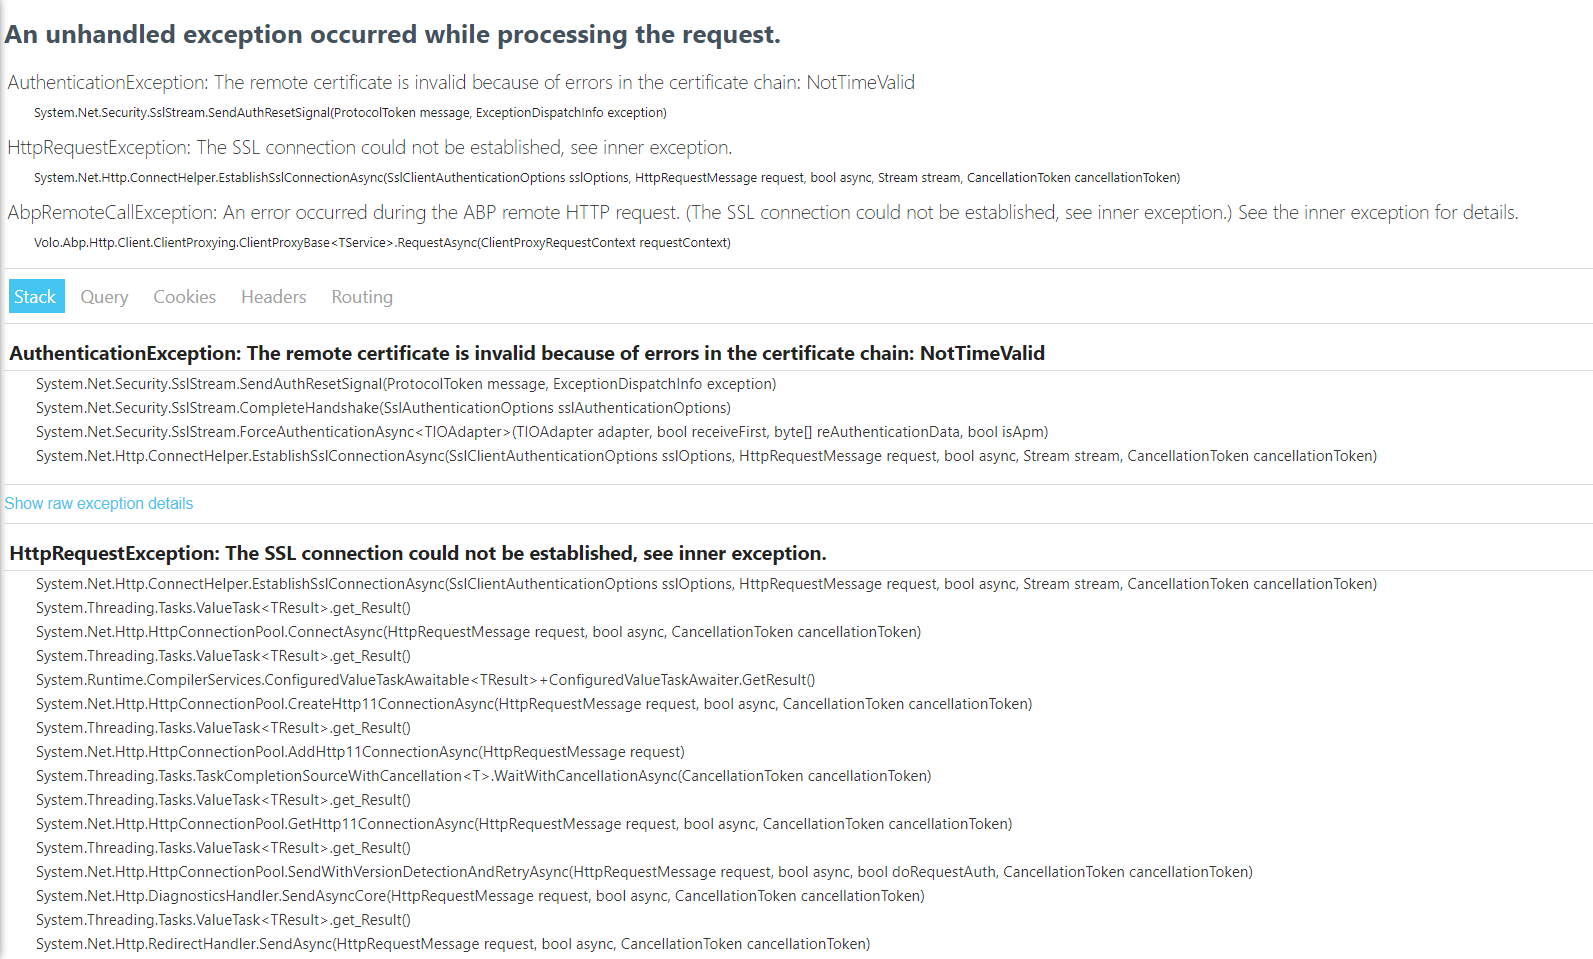 An unhandled exception occurred while processing the request.
AuthenticationException: The remote certificate is invalid because of errors in the certificate chain: NotTimeValid
System.Net.Security.SslStream.SendAuthResetSignal(ProtocolToken message, ExceptionDispatchInfo exception)
HttpRequestException: The SSL connection could not be established, see inner exception.
System.Net.Http.ConnectHelper.EstablishSslConnectionAsync(SslClientAuthenticationOptions sslOptions, HttpRequestMessage request, bool async, Stream stream, CancellationToken cancellationToken)
AbpRemoteCallException: An error occurred during the ABP remote HTTP request. (The SSL connection could not be established, see inner exception.) See the inner exception for details.
Volo.Abp.Http.Client.ClientProxying.ClientProxyBase<TService>.RequestAsync(ClientProxyRequestContext requestContext)
Stack Query Cookies Headers Routing
AuthenticationException: The remote certificate is invalid because of errors in the certificate chain: NotTimeValid
System.Net.Security.SslStream.SendAuthResetSignal(ProtocolToken message, ExceptionDispatchInfo exception)
System.Net.Security.SslStream.CompleteHandshake(SslAuthenticationOptions sslAuthenticationOptions)
System.Net.Security.SslStream.ForceAuthenticationAsync<TIOAdapter>(TIOAdapter adapter, bool receiveFirst, byte[] reAuthenticationData, bool isApm)
System.Net.Http.ConnectHelper.EstablishSslConnectionAsync(SslClientAuthenticationOptions sslOptions, HttpRequestMessage request, bool async, Stream stream, CancellationToken cancellationToken)
Show raw exception details
HttpRequestException: The SSL connection could not be established, see inner exception.
System.Net.Http.ConnectHelper.EstablishSslConnectionAsync(SslClientAuthenticationOptions sslOptions, HttpRequestMessage request, bool async, Stream stream, CancellationToken cancellationToken)
System.Threading.Tasks.ValueTask<TResult>.get_Result()
System.Net.Http.HttpConnectionPool.ConnectAsync(HttpRequestMessage request, bool async, CancellationToken cancellationToken)
System.Threading.Tasks.ValueTask<TResult>.get_Result()
System.Runtime.CompilerServices.ConfiguredValueTaskAwaitable<TResult>+ConfiguredValueTaskAwaiter.GetResult()
System.Net.Http.HttpConnectionPool.CreateHttp11ConnectionAsync(HttpRequestMessage request, bool async, CancellationToken cancellationToken)
System.Threading.Tasks.ValueTask<TResult>.get_Result()
System.Net.Http.HttpConnectionPool.AddHttp11ConnectionAsync(HttpRequestMessage request)
System.Threading.Tasks.TaskCompletionSourceWithCancellation<T>.WaitWithCancellationAsync(CancellationToken cancellationToken)
System.Threading.Tasks.ValueTask<TResult>.get_Result()
System.Net.Http.HttpConnectionPool.GetHttp11ConnectionAsync(HttpRequestMessage request, bool async, CancellationToken cancellationToken)
System.Threading.Tasks.ValueTask<TResult>.get_Result()
System.Net.Http.HttpConnectionPool.SendWithVersionDetectionAndRetryAsync(HttpRequestMessage request, bool async, bool doRequestAuth, CancellationToken cancellationToken)
System.Net.Http.DiagnosticsHandler.SendAsyncCore(HttpRequestMessage request, bool async, CancellationToken cancellationToken)
System.Threading.Tasks.ValueTask<TResult>.get_Result()
System.Net.Http.RedirectHandler.SendAsync(HttpRequestMessage request, bool async, CancellationToken cancellationToken)